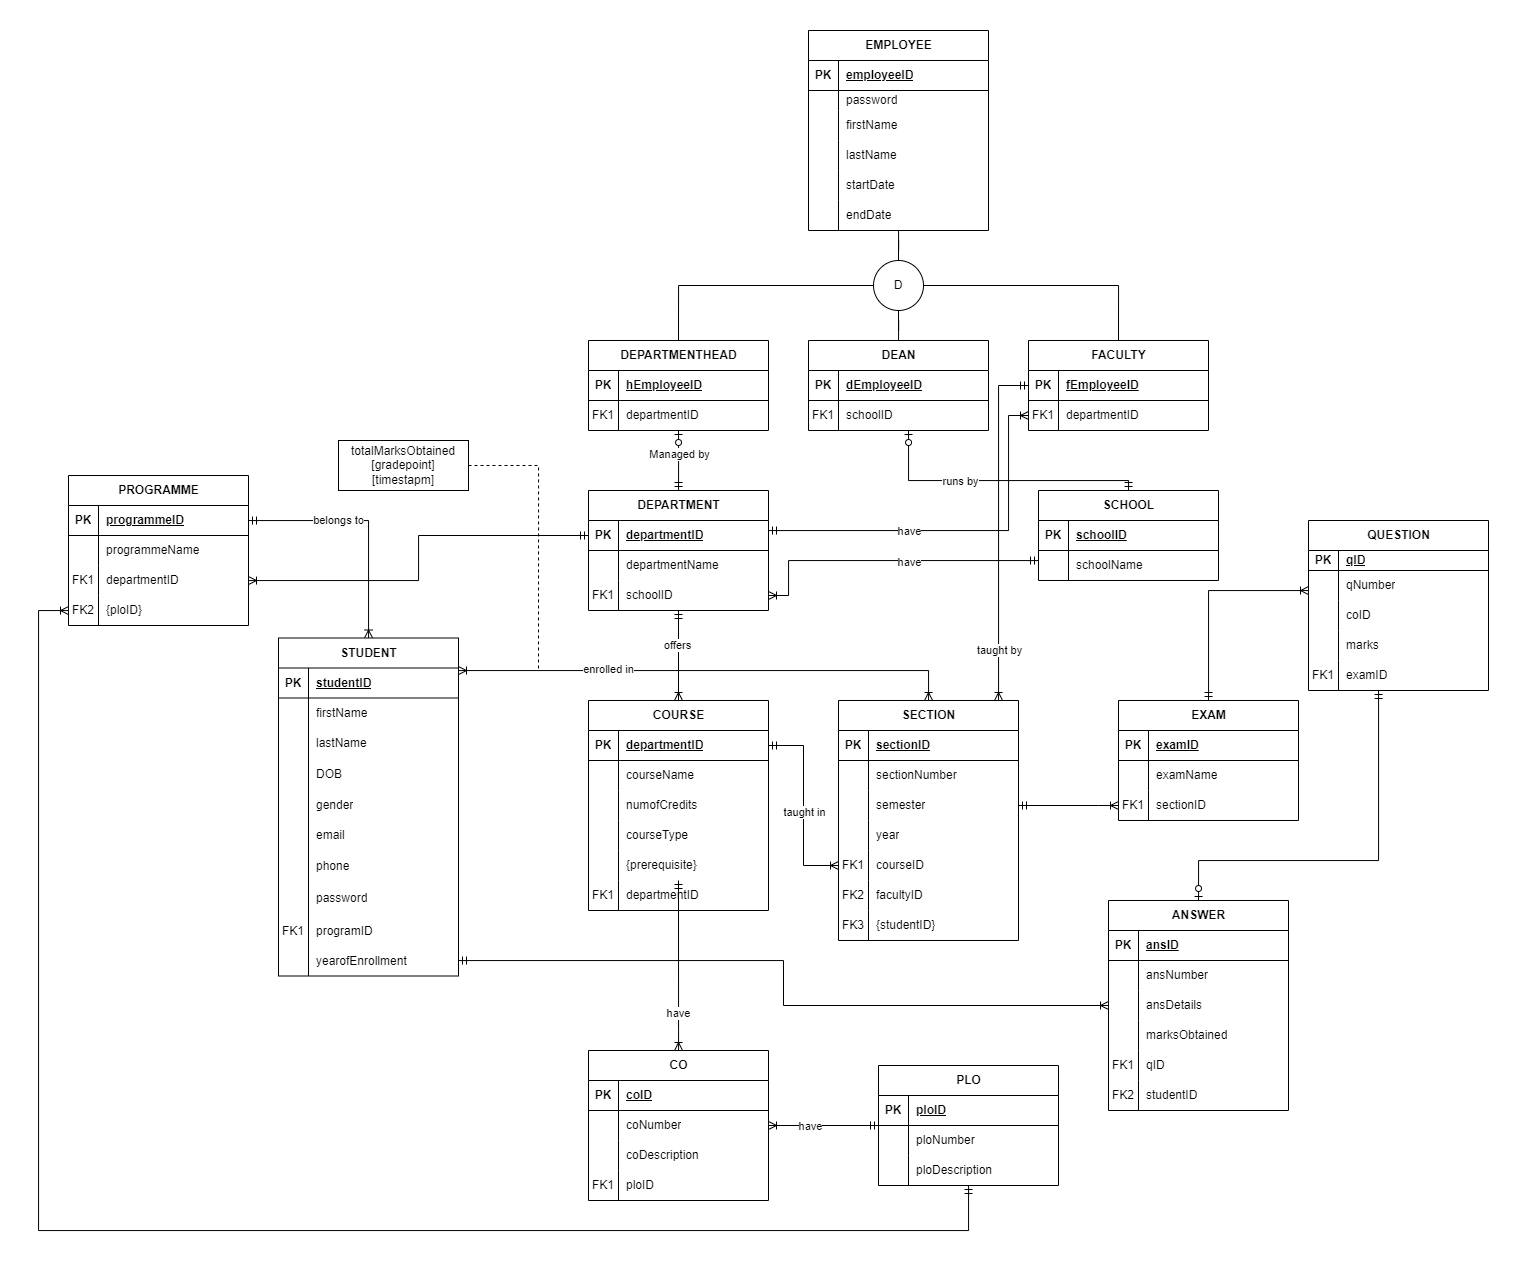 EMPLOYEE
PK employeeID
password
firstName
lastName
startDate
endDate
D
DEPARTMENTHEAD
PK hEmployeeID
FK1 departmentID
DEAN
PK dEmployeeID
FK1 schoolID
FACULTY
PK fEmployeeID
FK1 departmentID
totalMarksObtained
[gradepoint]
[timestapm]
Managed by
runs by
PROGRAMME
PK programmeID
programmeName
FK1 departmentID
FK2 {ploID}
belongs to
DEPARTMENT
PK departmentID
departmentName
FK1 schoolID
have
have
SCHOOL
PK schoolID
schoolName
QUESTION
PK qID
qNumber
coID
marks
FK1 examID
offers
enrolled in
taught by
STUDENT
PK studentID
firstName
lastName
DOB
gender
email
phone
password
FK1 programID
yearofEnrollment
COURSE
PK departmentID
courseName
numofCredits
courseType
{prerequisite}
FK1 departmentID
taught in
SECTION
PK sectionID
sectionNumber
semester
year
FK1 courseID
FK2 facultyID
FK3 {studentID}
EXAM
PK examID
examName
FK1 sectionID
ANSWER
PK ansID
ansNumber
ansDetails
marksObtained
FK1 qID
FK2 studentID
have
CO
PK coID
coNumber
coDescription
FK1 ploID
have
PLO
PK ploID
ploNumber
ploDescription